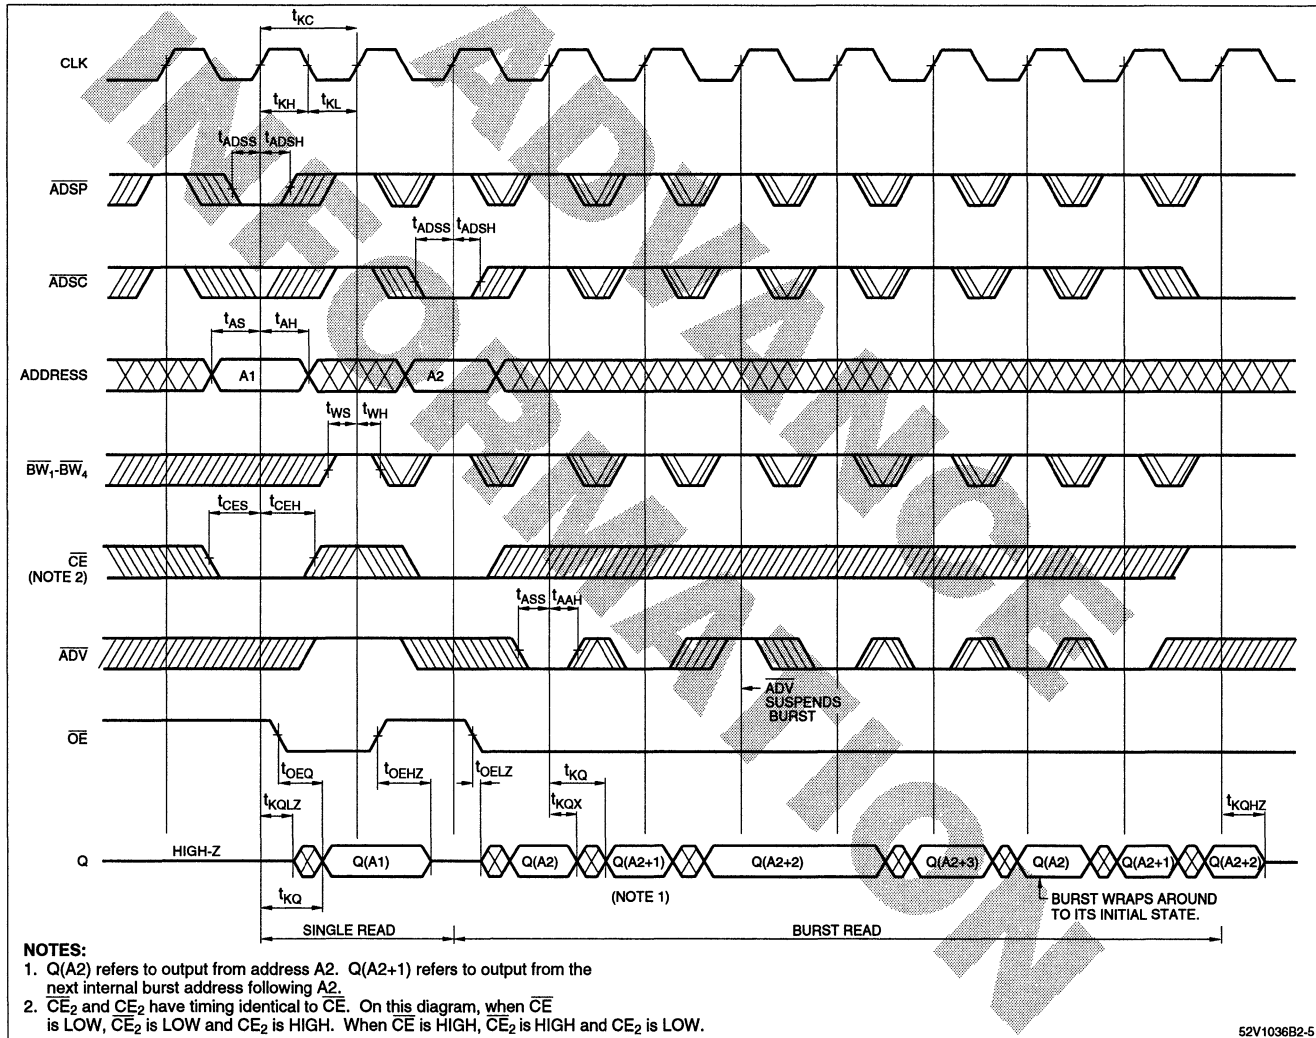 tKC
CLK
tKH tKL
tADSS tADSH
ADSP
tADSS tADSH
ADSC
tAS tAH
ADDRESS A1 A2
tWS tWH
BW1-BW4
tCES tCEH
CE
(NOTE 2)
tASS tAAH
ADV
ADV
SUSPENDS
BURST
OE
tOEQ tOEHZ tOELZ tKQ
tKQLZ tKQX tKQHZ
Q HIGH-Z Q(A1) Q(A2) Q(A2+1) Q(A2+2) Q(A2+3) Q(A2) Q(A2+1) Q(A2+2)
tKQ
(NOTE 1)
BURST WRAPS AROUND
TO ITS INITIAL STATE.
SINGLE READ BURST READ
NOTES:
1. Q(A2) refers to output from address A2. Q(A2+1) refers to output from the
next internal burst address following A2.
2. CE2 and CE2 have timing identical to CE. On this diagram, when CE
is LOW, CE2 is LOW and CE2 is HIGH. When CE is HIGH, CE2 is HIGH and CE2 is LOW.
52V1036B2-5
ADVANCE
INFORMATION